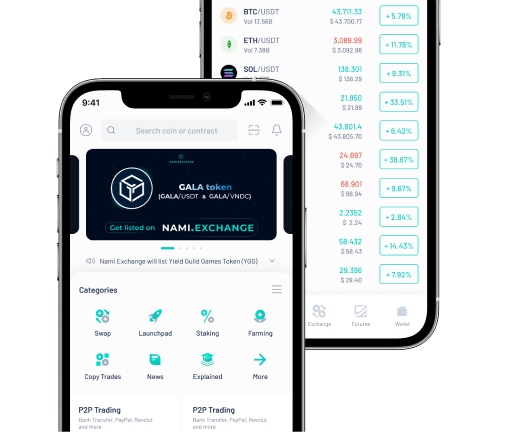 BTC/USDT
Vol 13.56B
43,711.33
$ 43,700.17
+ 5,78%
ETH/USDT
Vol 7.38B
3,089.99
$ 3,092.98
+ 11.78%
SOL/USDT
138,301
$ 138.29
+ 9.31%
21,850
$ 21.85
+ 33.51%
43,801.4
$ 43,805.70
+ 6.42%
24,697
$ 24.70
+ 38.67%
68,901
$ 68.94
+ 9.67%
2.2352
$ 2.24
+ 2.84%
58,432
$ 58.43
+ 14.43%
29,396
$ 29.40
+ 7.92%
Exchange
Futures
Wallet
9:41
Search coin or contract
GALA token
(GALA/USDT & GALA/VNDC)
Get listed on NAMI.EXCHANGE
Nami Exchange will list Yield Guild Games Token (YGG)
Categories
Swap
Launchpad
Staking
Farming
Copy Trades
News
Explained
More
P2P Trading
Bank Transfer, PayPal, Revolut
and more
P2P Trading
Bank Transfer, PayPal, Revolut
and more